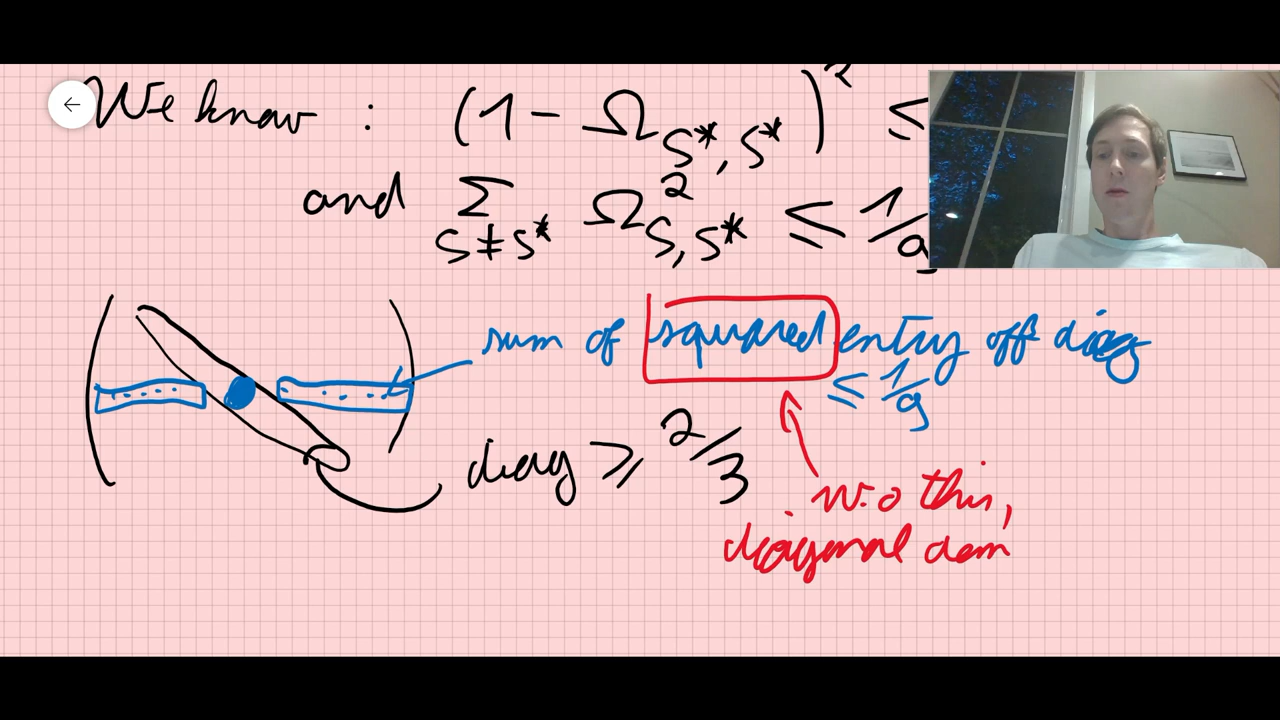 We know : (1 - Ω_{S*,S*})² ≤
and Σ_{S≠S*} Ω²_{S,S*} ≤ 1/9
sum of squared entry off diag
≤ 1/9
diag ≥ 2/3
w.o this,
diagonal dom